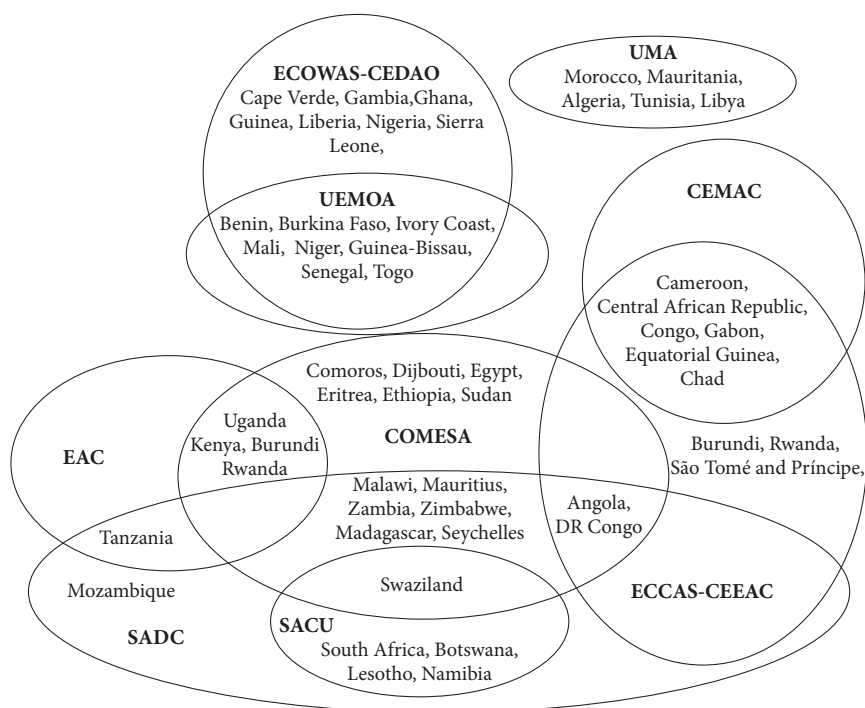 ECOWAS-CEDAO
Cape Verde, Gambia,Ghana,
Guinea, Liberia, Nigeria, Sierra
Leone,
UMA
Morocco, Mauritania,
Algeria, Tunisia, Libya
UEMOA
Benin, Burkina Faso, Ivory Coast,
Mali, Niger, Guinea-Bissau,
Senegal, Togo
CEMAC
Cameroon,
Central African Republic,
Congo, Gabon,
Equatorial Guinea,
Chad
Comoros, Dijbouti, Egypt,
Eritrea, Ethiopia, Sudan
COMESA
EAC
Uganda
Kenya, Burundi
Rwanda
Burundi, Rwanda,
São Tomé and Príncipe,
Malawi, Mauritius,
Zambia, Zimbabwe,
Madagascar, Seychelles
Angola,
DR Congo
Tanzania
Mozambique
SADC
Swaziland
SACU
South Africa, Botswana,
Lesotho, Namibia
ECCAS-CEEAC